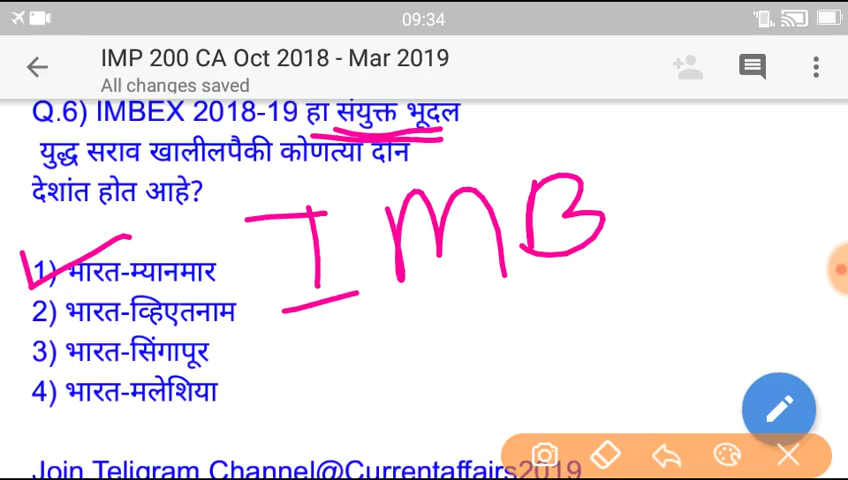 09:34
IMP 200 CA Oct 2018 - Mar 2019
All changes saved
Q.6) IMBEX 2018-19 हा संयुक्त भूदल
युद्ध सराव खालीलपैकी कोणत्या दोन
देशांत होत आहे?
I M B
1) भारत-म्यानमार
2) भारत-व्हिएतनाम
3) भारत-सिंगापूर
4) भारत-मलेशिया
Join Teligram Channel@Currentaffairs2019